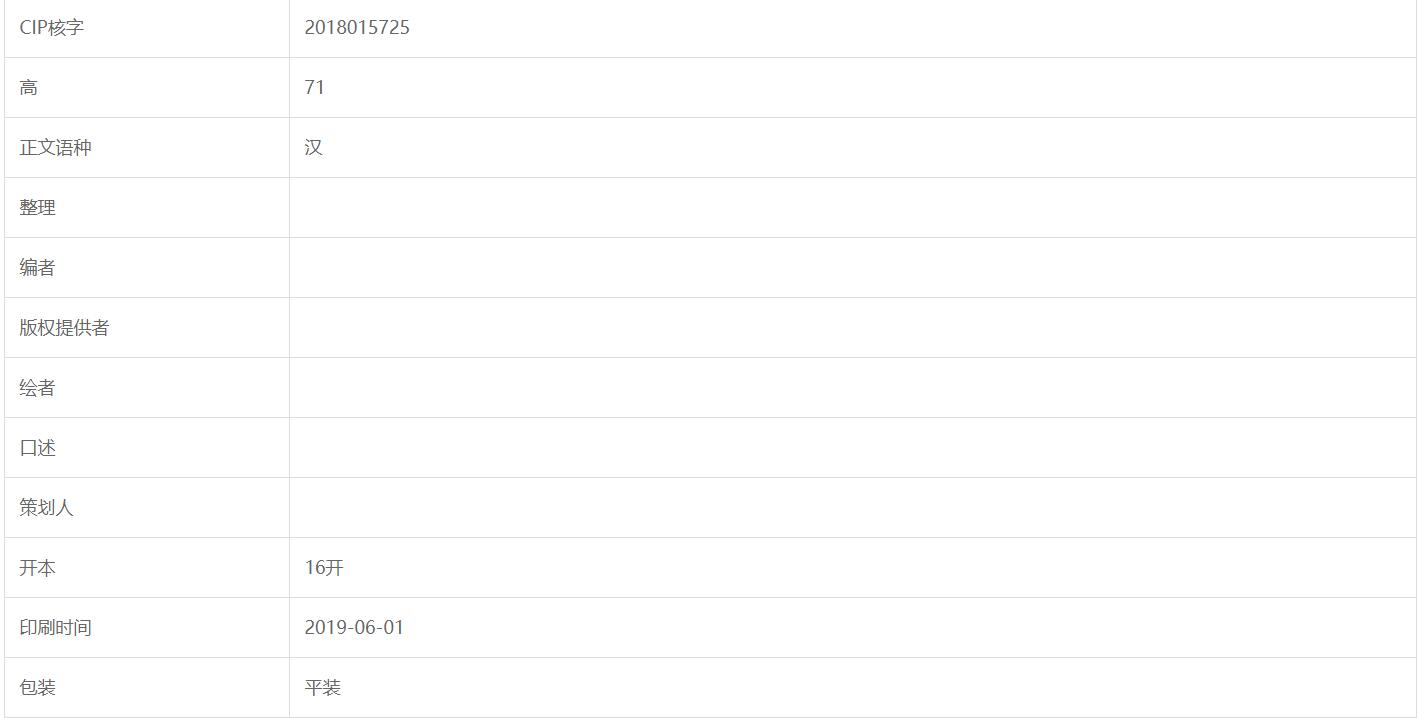 CIP核字 2018015725
高 71
正文语种 汉
整理
编者
版权提供者
绘者
口述
策划人
开本 16开
印刷时间 2019-06-01
包装 平装